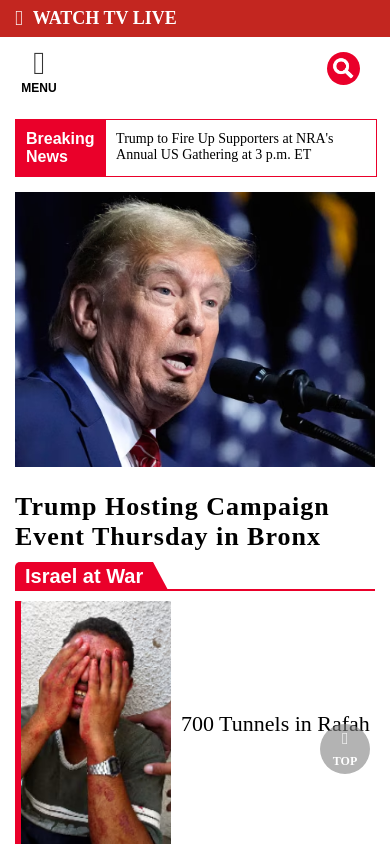 WATCH TV LIVE
MENU
Breaking
News
Trump to Fire Up Supporters at NRA's
Annual US Gathering at 3 p.m. ET
Trump Hosting Campaign
Event Thursday in Bronx
Israel at War
700 Tunnels in Rafah
TOP